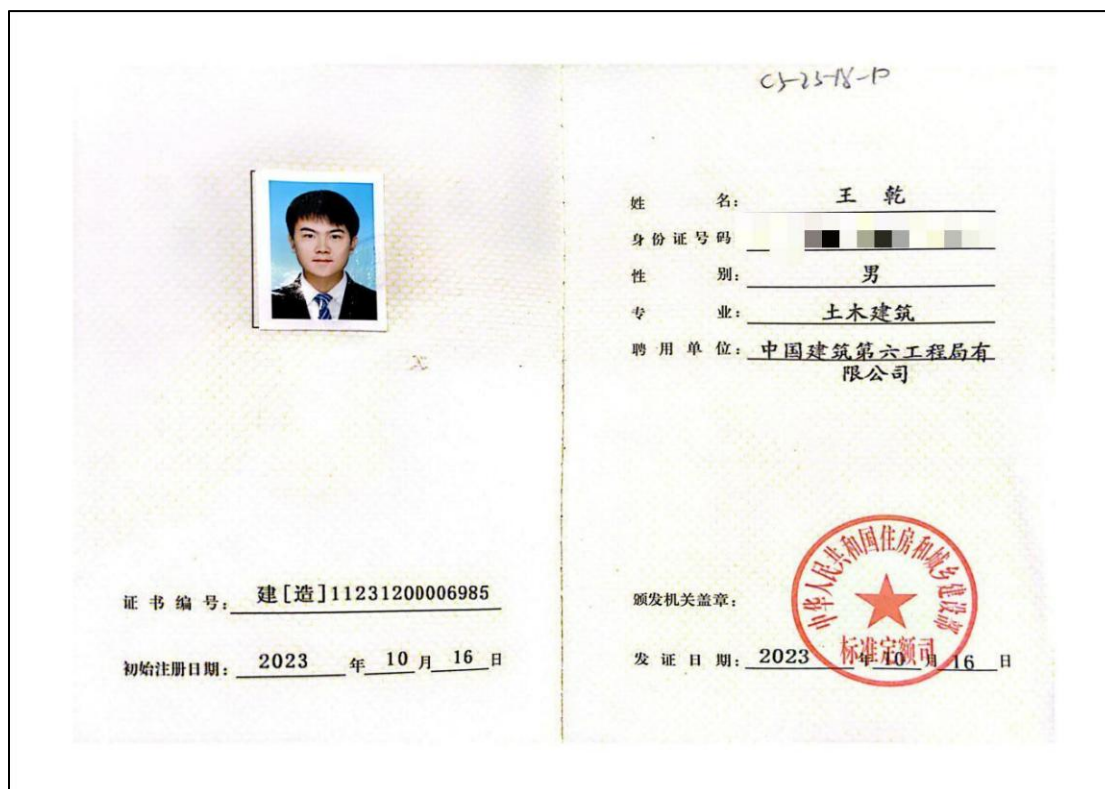 姓 名: 王 乾
身份证号码
性 别: 男
专 业: 土木建筑
聘用单位: 中国建筑第六工程局有
限公司
证书编号: 建[造]11231200006985
初始注册日期: 2023 年 10 月 16 日
颁发机关盖章:
中华人民共和国住房和城乡建设部
标准定额司
发证日期: 2023 年 10 月 16 日